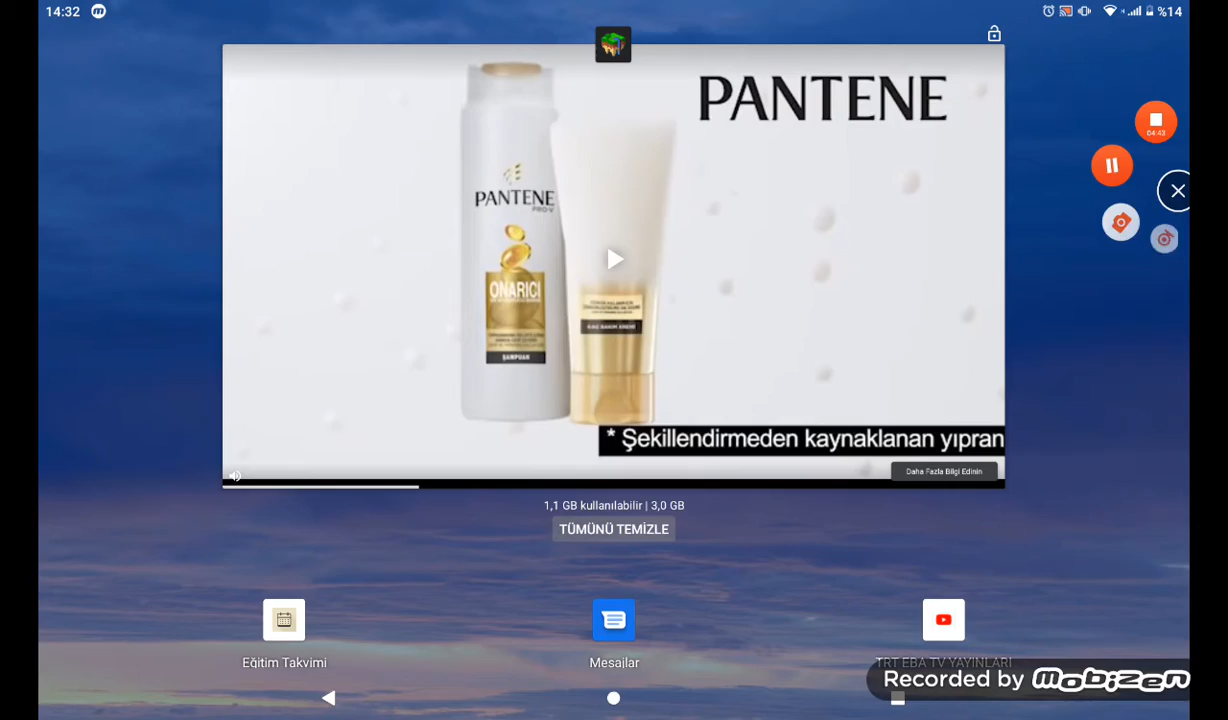 14:32
%14
PANTENE
04:43
PANTENE
PRO-V
ONARICI
ŞAMPUAN
SAÇ BAKIM KREMİ
* Şekillendirmeden kaynaklanan yıpran
Daha Fazla Bilgi Edinin
1,1 GB kullanılabilir | 3,0 GB
TÜMÜNÜ TEMİZLE
Eğitim Takvimi
Mesajlar
TRT EBA TV YAYINLARI
Recorded by mobizen